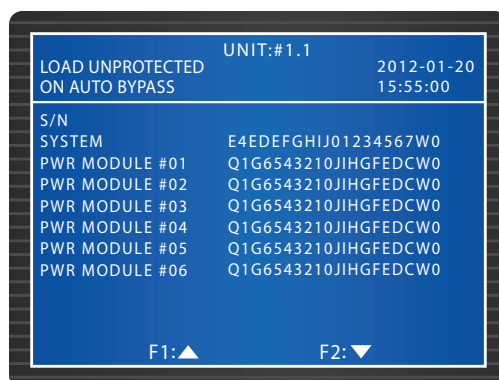 UNIT:#1.1
LOAD UNPROTECTED 2012-01-20
ON AUTO BYPASS 15:55:00
S/N
SYSTEM E4EDEFGHIJ01234567W0
PWR MODULE #01 Q1G6543210JIHGFEDCW0
PWR MODULE #02 Q1G6543210JIHGFEDCW0
PWR MODULE #03 Q1G6543210JIHGFEDCW0
PWR MODULE #04 Q1G6543210JIHGFEDCW0
PWR MODULE #05 Q1G6543210JIHGFEDCW0
PWR MODULE #06 Q1G6543210JIHGFEDCW0
F1:▲ F2:▼